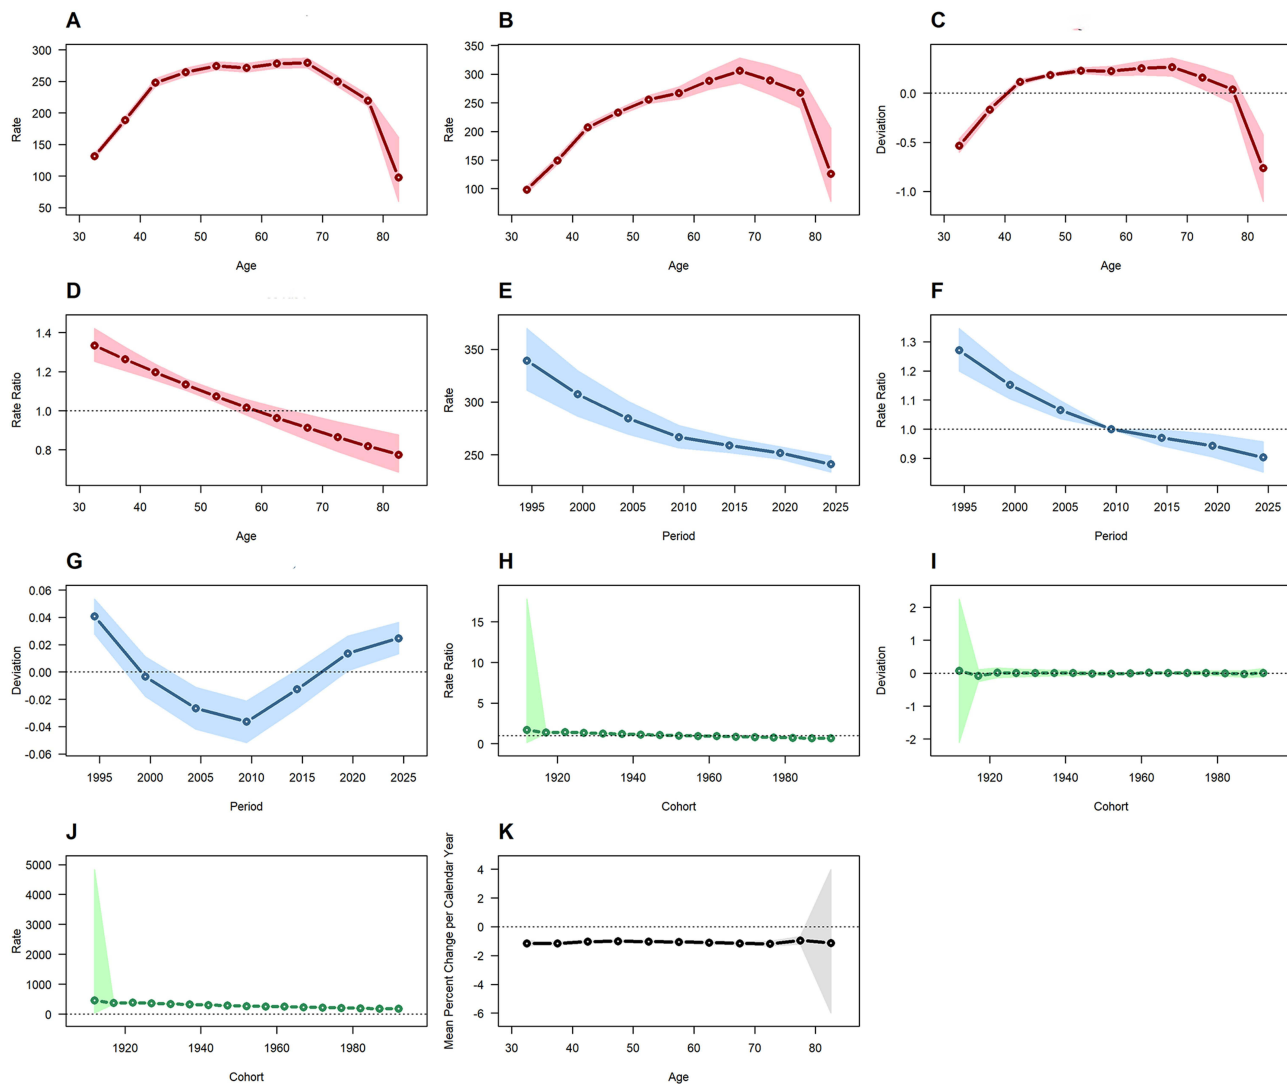 A
B
C
300
250
200
150
100
50
Rate
30 40 50 60 70 80
Age
350
300
250
200
150
100
Rate
30 40 50 60 70 80
Age
0.0
-0.5
-1.0
Deviation
30 40 50 60 70 80
Age
D
E
F
1.4
1.2
1.0
0.8
Rate Ratio
30 40 50 60 70 80
Age
350
300
250
Rate
1995 2000 2005 2010 2015 2020 2025
Period
1.3
1.2
1.1
1.0
0.9
Rate Ratio
1995 2000 2005 2010 2015 2020 2025
Period
G
H
I
0.06
0.04
0.02
0.00
-0.02
-0.04
-0.06
Deviation
1995 2000 2005 2010 2015 2020 2025
Period
15
10
5
0
Rate Ratio
1920 1940 1960 1980
Cohort
2
1
0
-1
-2
Deviation
1920 1940 1960 1980
Cohort
J
K
5000
4000
3000
2000
1000
0
Rate
1920 1940 1960 1980
Cohort
4
2
0
-2
-4
-6
Mean Percent Change per Calendar Year
30 40 50 60 70 80
Age